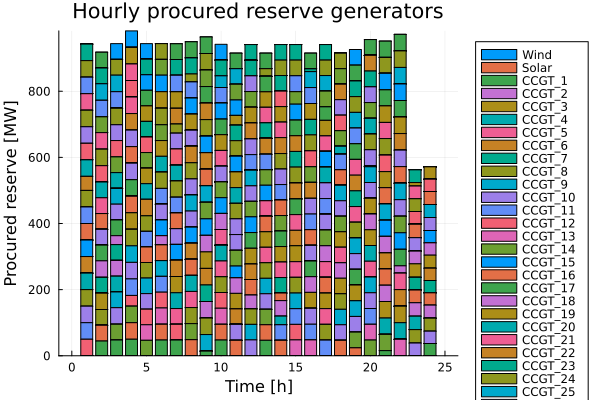 Hourly procured reserve generators
Procured reserve [MW]
800
600
400
200
0
0 5 10 15 20 25
Time [h]
Wind
Solar
CCGT_1
CCGT_2
CCGT_3
CCGT_4
CCGT_5
CCGT_6
CCGT_7
CCGT_8
CCGT_9
CCGT_10
CCGT_11
CCGT_12
CCGT_13
CCGT_14
CCGT_15
CCGT_16
CCGT_17
CCGT_18
CCGT_19
CCGT_20
CCGT_21
CCGT_22
CCGT_23
CCGT_24
CCGT_25